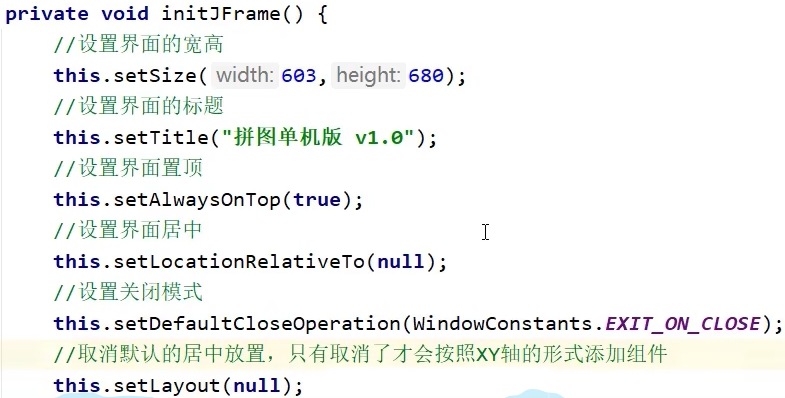 private void initJFrame() {
//设置界面的宽高
this.setSize( width: 603, height: 680);
//设置界面的标题
this.setTitle("拼图单机版 v1.0");
//设置界面置顶
this.setAlwaysOnTop(true);
//设置界面居中
this.setLocationRelativeTo(null);
//设置关闭模式
this.setDefaultCloseOperation(WindowConstants.EXIT_ON_CLOSE);
//取消默认的居中放置，只有取消了才会按照XY轴的形式添加组件
this.setLayout(null);